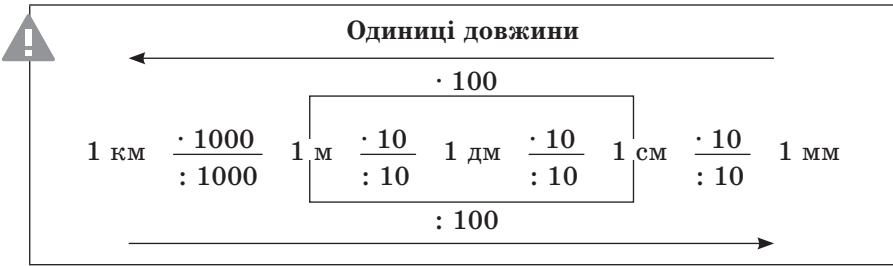 !
Одиниці довжини
· 100
1 км · 1000 1 м · 10 1 дм · 10 1 см · 10 1 мм
: 1000 : 10 : 10 : 10
: 100